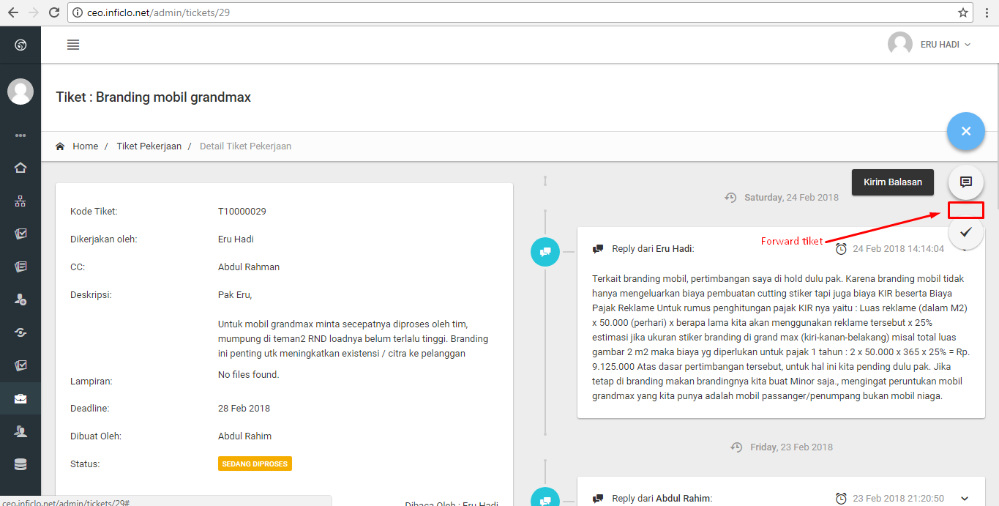 ceo.inficlo.net/admin/tickets/29
ERU HADI
Tiket : Branding mobil grandmax
Home / Tiket Pekerjaan / Detail Tiket Pekerjaan
Kode Tiket: T10000029
Dikerjakan oleh: Eru Hadi
CC: Abdul Rahman
Deskripsi: Pak Eru,
Untuk mobil grandmax minta secepatnya diproses oleh tim,
mumpung di teman2 RND loadnya belum terlalu tinggi. Branding
ini penting utk meningkatkan existensi / citra ke pelanggan
Lampiran: No files found.
Deadline: 28 Feb 2018
Dibuat Oleh: Abdul Rahim
Status: SEDANG DIPROSES
Dibaca Oleh : Eru Hadi
ceo.inficlo.net/admin/tickets/29#
Kirim Balasan
Saturday, 24 Feb 2018
Forward tiket
Reply dari Eru Hadi: 24 Feb 2018 14:14:04
Terkait branding mobil, pertimbangan saya di hold dulu pak. Karena branding mobil tidak
hanya mengeluarkan biaya pembuatan cutting stiker tapi juga biaya KIR beserta Biaya
Pajak Reklame Untuk rumus penghitungan pajak KIR nya yaitu : Luas reklame (dalam M2)
x 50.000 (perhari) x berapa lama kita akan menggunakan reklame tersebut x 25%
estimasi jika ukuran stiker branding di grand max (kiri-kanan-belakang) misal total luas
gambar 2 m2 maka biaya yg diperlukan untuk pajak 1 tahun : 2 x 50.000 x 365 x 25% = Rp.
9.125.000 Atas dasar pertimbangan tersebut, untuk hal ini kita pending dulu pak. Jika
tetap di branding makan brandingnya kita buat Minor saja., mengingat peruntukan mobil
grandmax yang kita punya adalah mobil passanger/penumpang bukan mobil niaga.
Friday, 23 Feb 2018
Reply dari Abdul Rahim: 23 Feb 2018 21:20:50